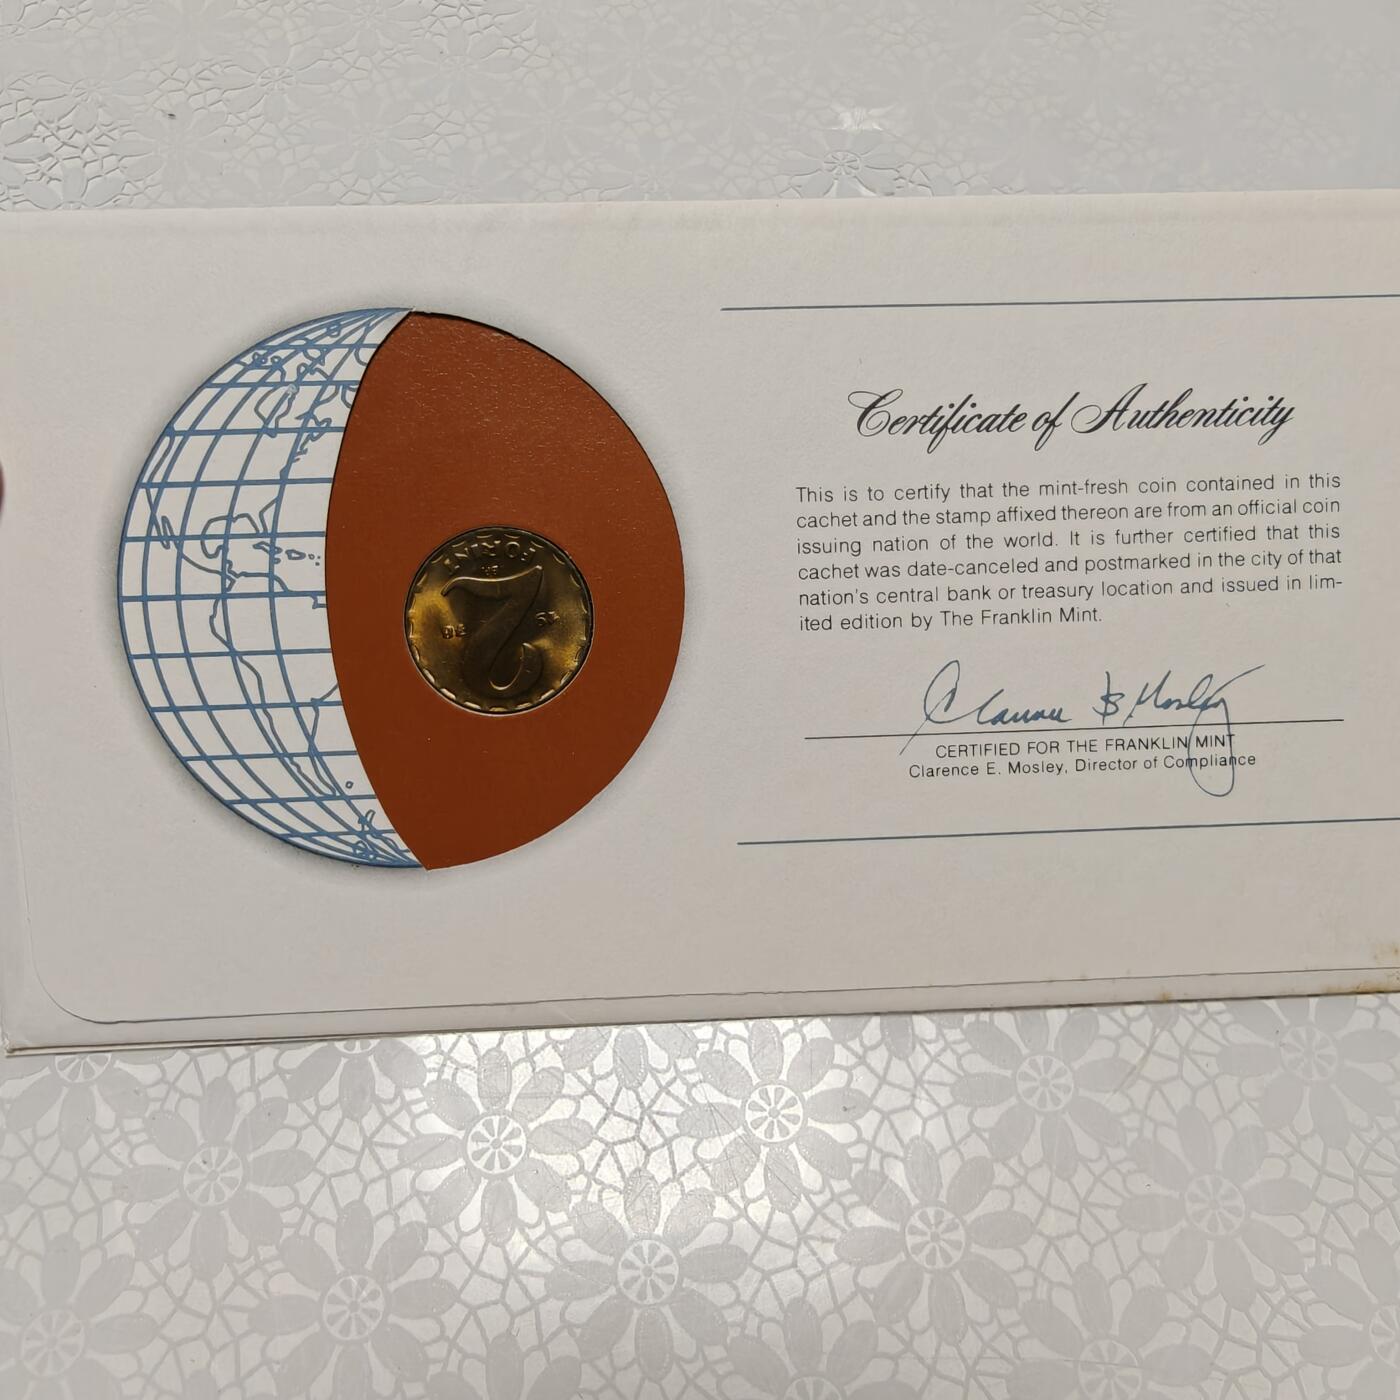 Certificate of Authenticity
This is to certify that the mint-fresh coin contained in this
cachet and the stamp affixed thereon are from an official coin
issuing nation of the world. It is further certified that this
cachet was date-canceled and postmarked in the city of that
nation's central bank or treasury location and issued in lim-
ited edition by The Franklin Mint.
CERTIFIED FOR THE FRANKLIN MINT
Clarence E. Mosley, Director of Compliance
2
19
BP.
FORINT